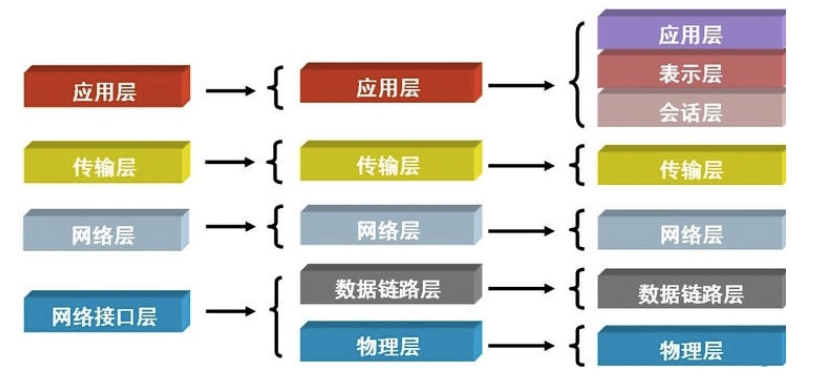 应用层
传输层
网络层
网络接口层
应用层
传输层
网络层
数据链路层
物理层
应用层
表示层
会话层
传输层
网络层
数据链路层
物理层